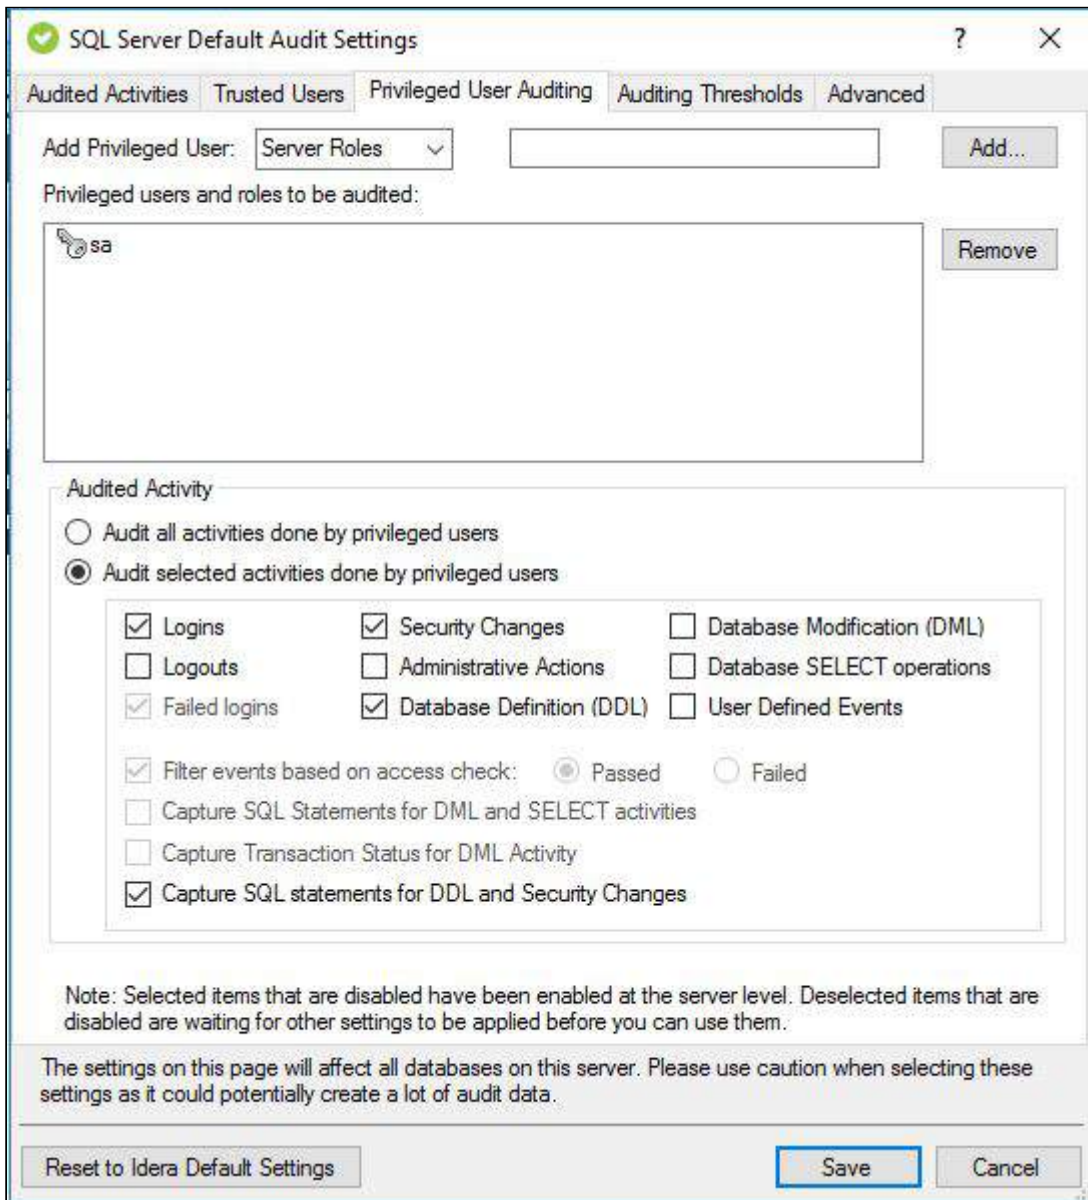 SQL Server Default Audit Settings ?
Audited Activities Trusted Users Privileged User Auditing Auditing Thresholds Advanced
Add Privileged User: Server Roles Add...
Privileged users and roles to be audited:
sa
Remove
Audited Activity
Audit all activities done by privileged users
Audit selected activities done by privileged users
Logins Security Changes Database Modification (DML)
Logouts Administrative Actions Database SELECT operations
Failed logins Database Definition (DDL) User Defined Events
Filter events based on access check: Passed Failed
Capture SQL Statements for DML and SELECT activities
Capture Transaction Status for DML Activity
Capture SQL statements for DDL and Security Changes
Note: Selected items that are disabled have been enabled at the server level. Deselected items that are
disabled are waiting for other settings to be applied before you can use them.
The settings on this page will affect all databases on this server. Please use caution when selecting these
settings as it could potentially create a lot of audit data.
Reset to Idera Default Settings Save Cancel